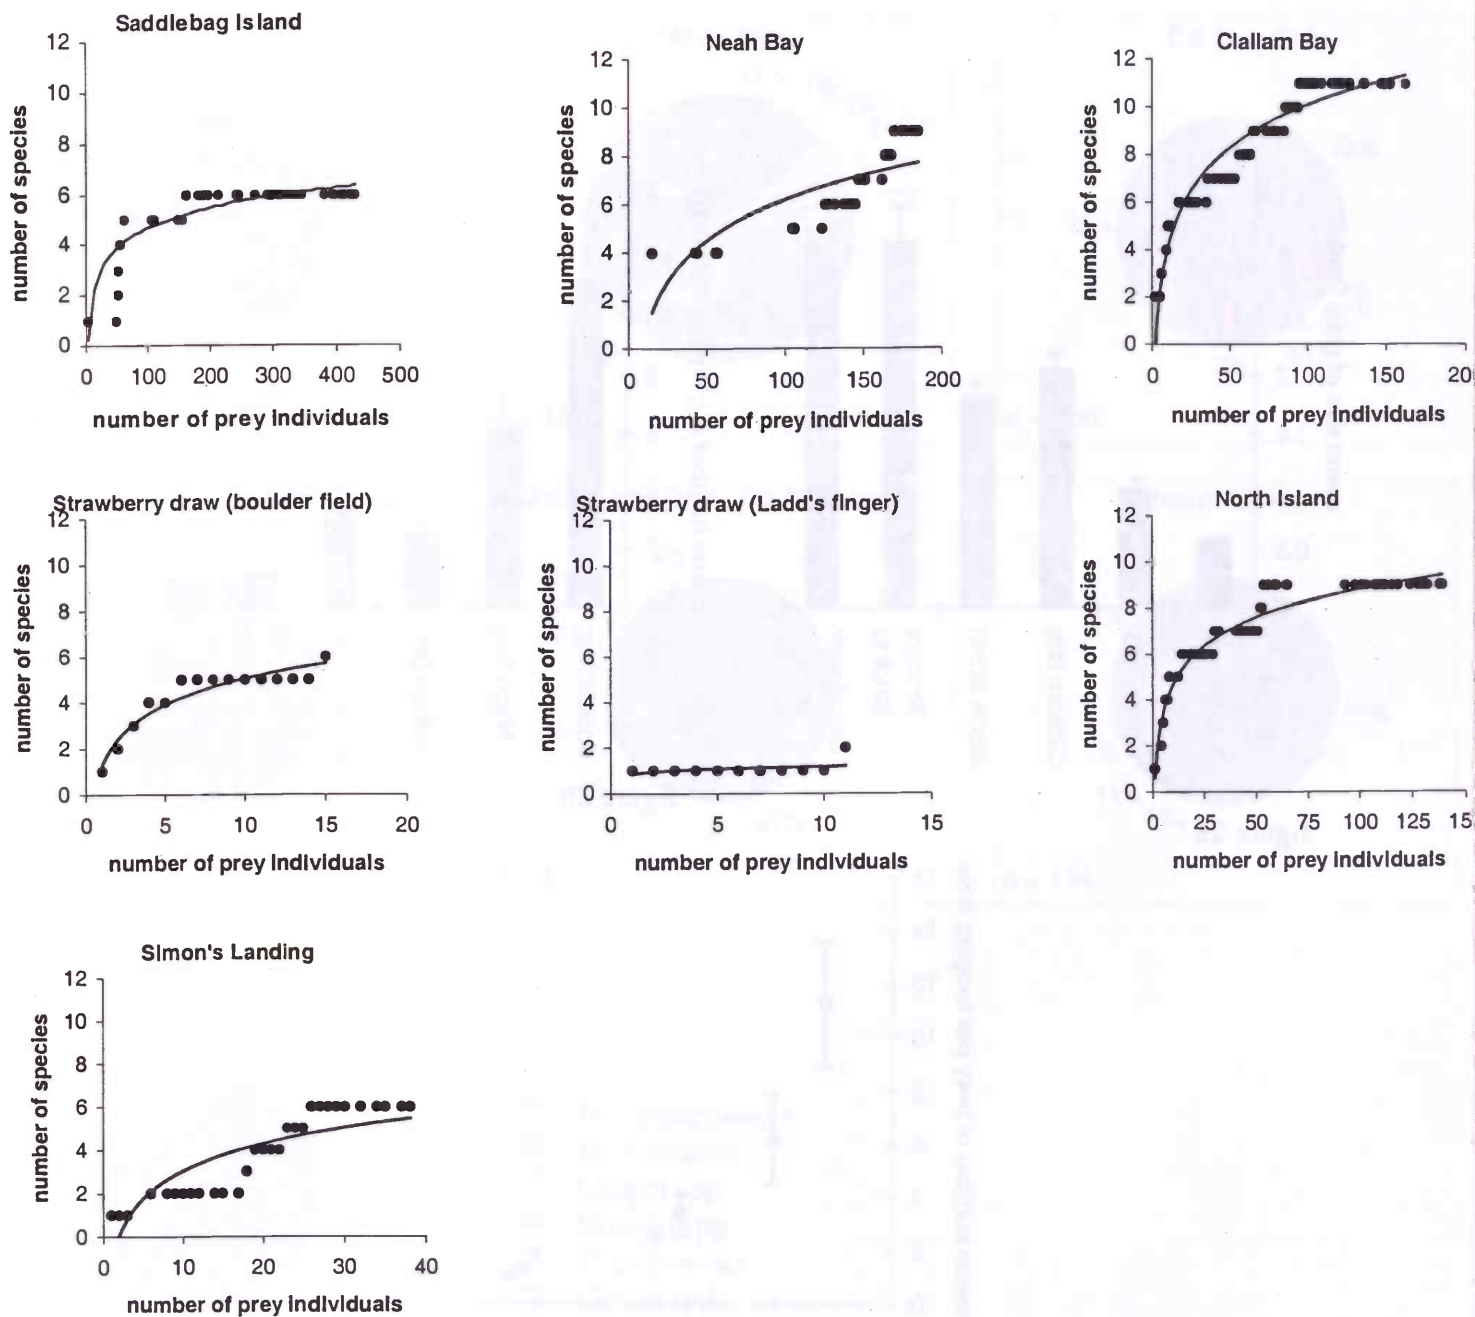 Saddlebag Island
12
10
8
6
4
2
0
number of species
0 100 200 300 400 500
number of prey individuals
Neah Bay
12
10
8
6
4
2
0
number of species
0 50 100 150 200
number of prey individuals
Clallam Bay
12
10
8
6
4
2
0
number of species
0 50 100 150 20
number of prey individuals
Strawberry draw (boulder field)
12
10
8
6
4
2
0
number of species
0 5 10 15 20
number of prey individuals
Strawberry draw (Ladd's finger)
12
10
8
6
4
2
0
number of species
0 5 10 15
number of prey individuals
North Island
12
10
8
6
4
2
0
number of species
0 25 50 75 100 125 15
number of prey individuals
Simon's Landing
12
10
8
6
4
2
0
number of species
0 10 20 30 40
number of prey individuals